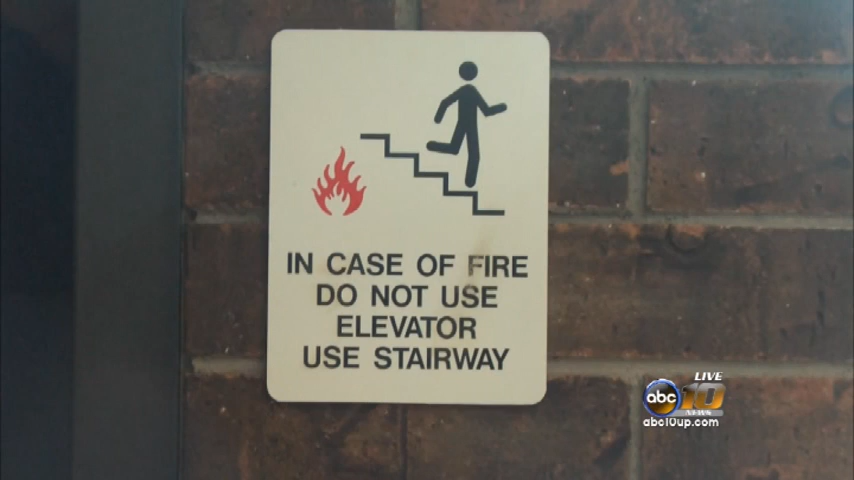 IN CASE OF FIRE
DO NOT USE
ELEVATOR
USE STAIRWAY
LIVE
abc 10
NEWS
abc10up.com